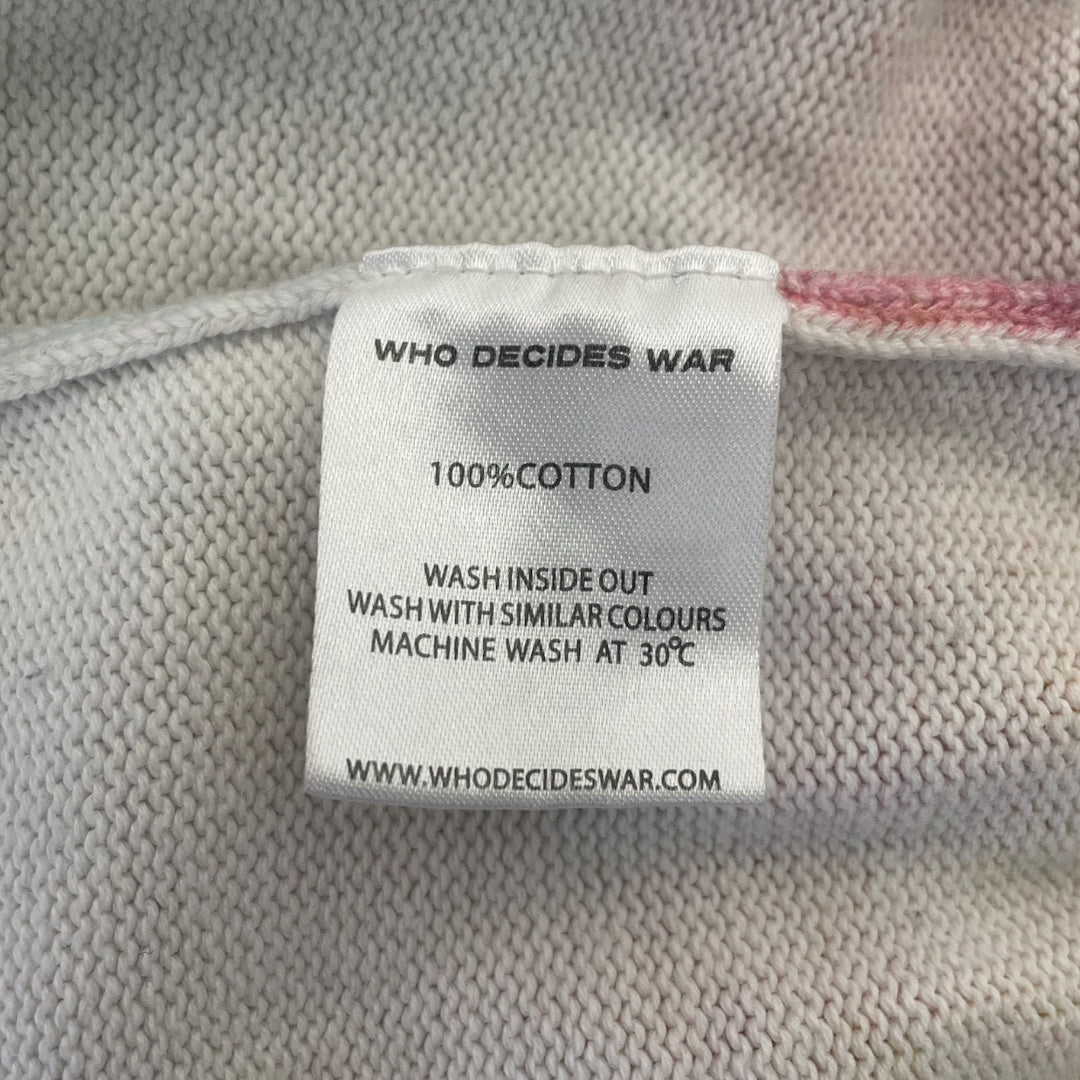 WHO DECIDES WAR
100%COTTON
WASH INSIDE OUT
WASH WITH SIMILAR COLOURS
MACHINE WASH AT 30°C
WWW.WHODECIDESWAR.COM